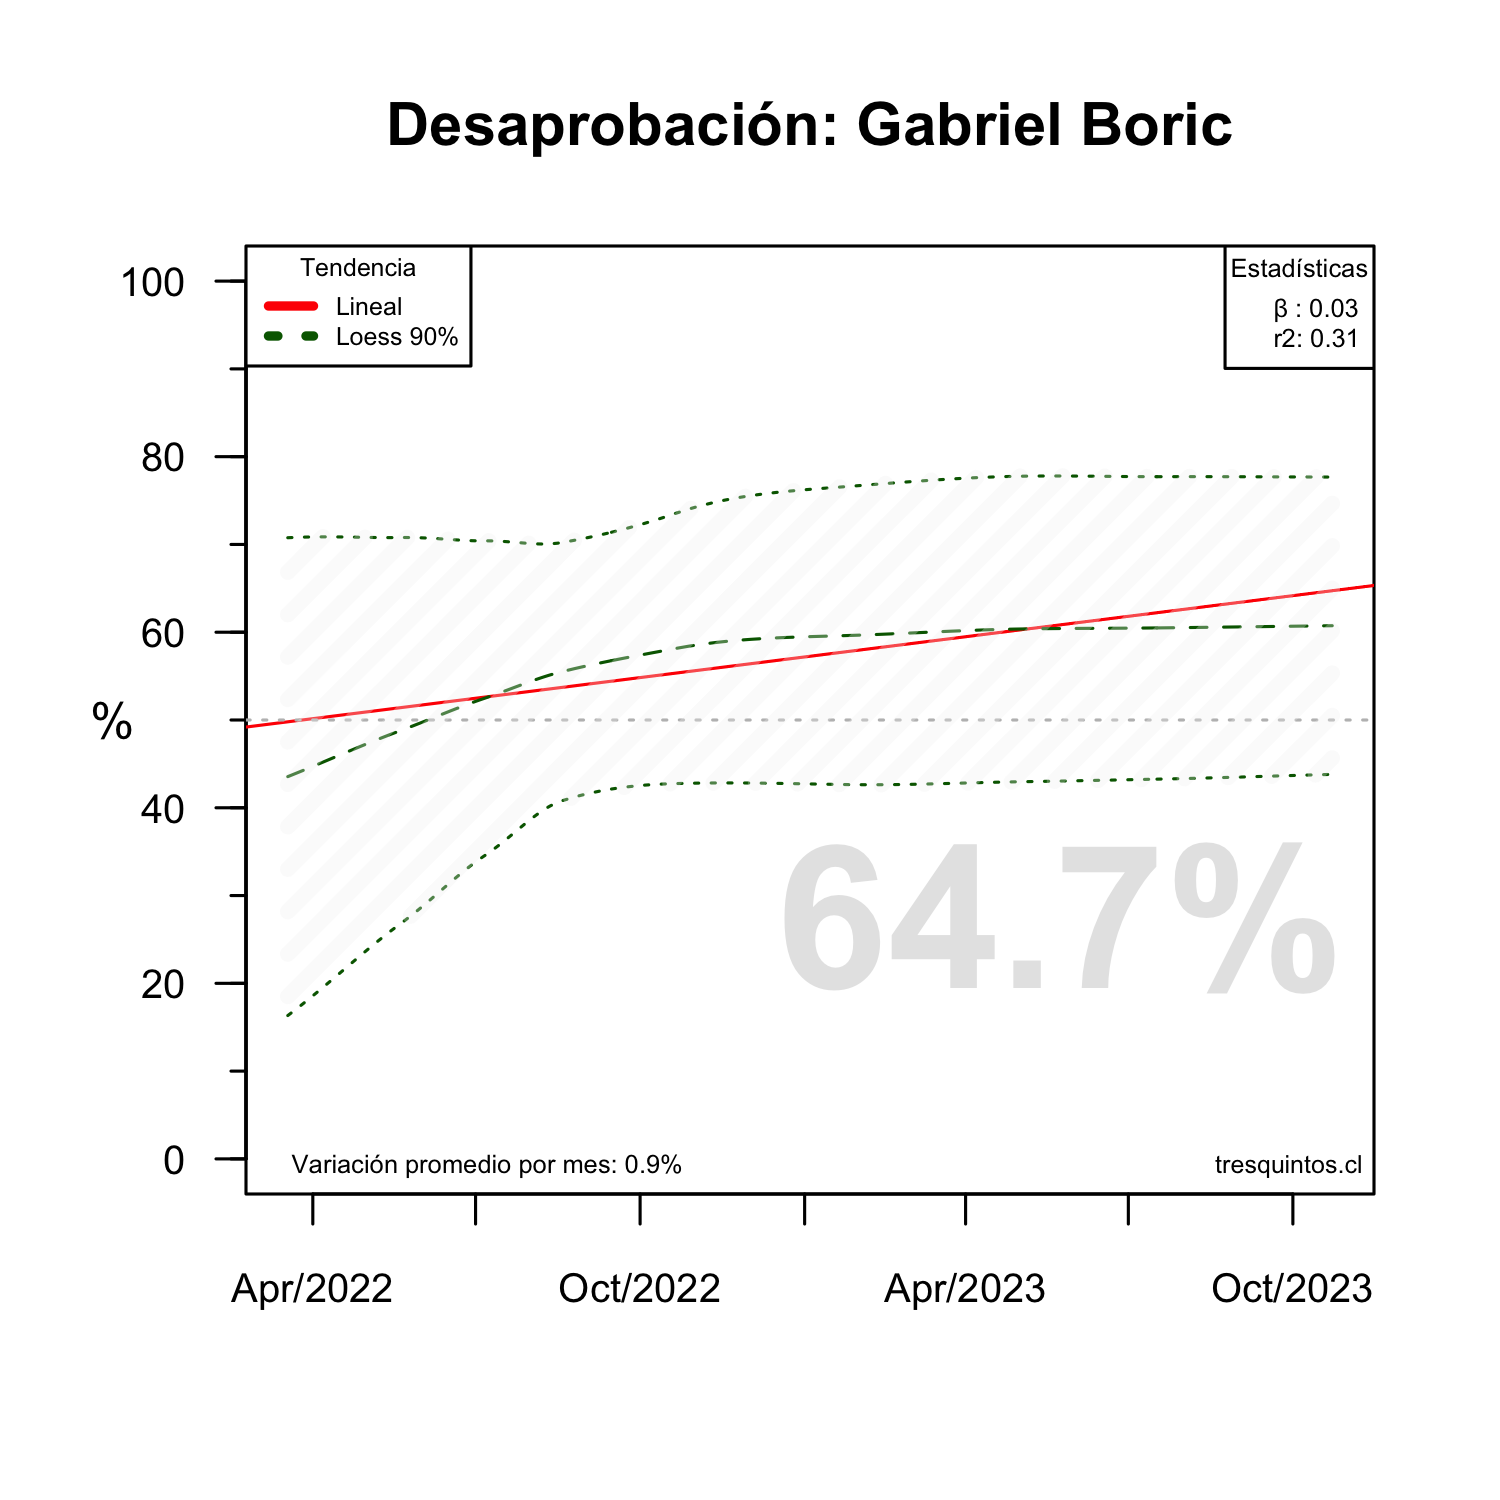 Desaprobación: Gabriel Boric
Tendencia
Lineal
Loess 90%
Estadísticas
β : 0.03
r2: 0.31
100
80
60
40
20
0
%
64.7%
Variación promedio por mes: 0.9%
tresquintos.cl
Apr/2022
Oct/2022
Apr/2023
Oct/2023